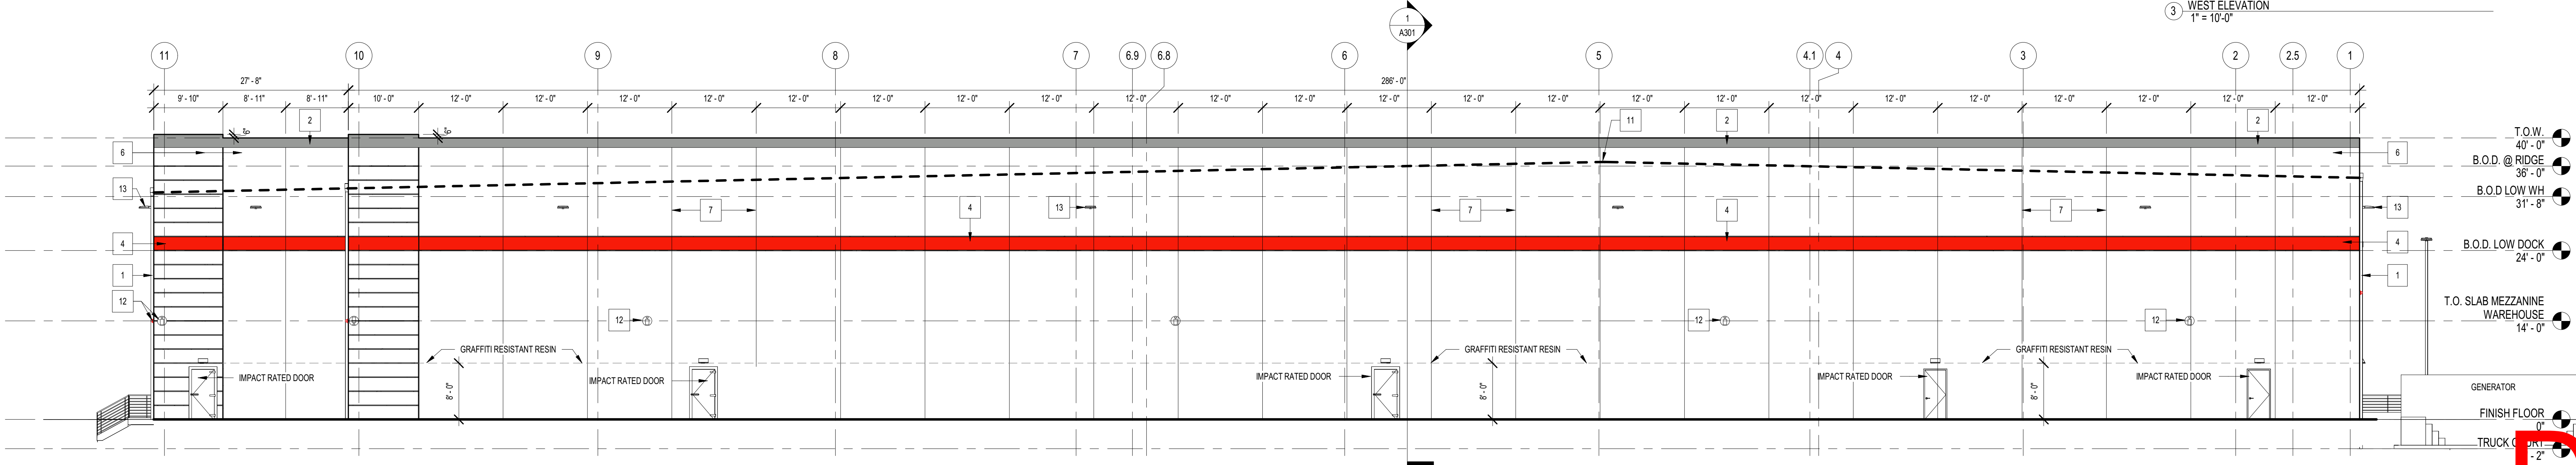 3 WEST ELEVATION
1" = 10'-0"
1
A301
11 10 9 8 7 6.9 6.8 6 5 4.1 4 3 2 2.5 1
27' - 8" 286' - 0"
9' - 10" 8' - 11" 8' - 11" 10' - 0" 12' - 0" 12' - 0" 12' - 0" 12' - 0" 12' - 0" 12' - 0" 12' - 0" 12' - 0" 12' - 0" 12' - 0" 12' - 0" 12' - 0" 12' - 0" 12' - 0" 12' - 0" 12' - 0" 12' - 0" 12' - 0" 12' - 0" 12' - 0" 12' - 0" 12' - 0" 12' - 0"
2 11 2 2
6 6
13 7 4 13 7 4 7 13
4 4
1 1
12 12 12 12
T.O.W.
40' - 0"
B.O.D. @ RIDGE
36' - 0"
B.O.D LOW WH
31' - 8"
B.O.D. LOW DOCK
24' - 0"
T.O. SLAB MEZZANINE
WAREHOUSE
14' - 0"
GRAFFITI RESISTANT RESIN GRAFFITI RESISTANT RESIN GRAFFITI RESISTANT RESIN
IMPACT RATED DOOR IMPACT RATED DOOR IMPACT RATED DOOR IMPACT RATED DOOR IMPACT RATED DOOR
8' - 0" 8' - 0" 8' - 0"
GENERATOR
FINISH FLOOR
0"
TRUCK
- 2"